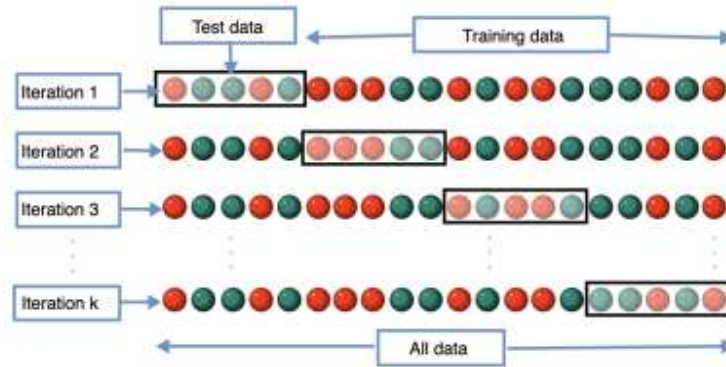 Test data
Training data
Iteration 1
Iteration 2
Iteration 3
Iteration k
All data